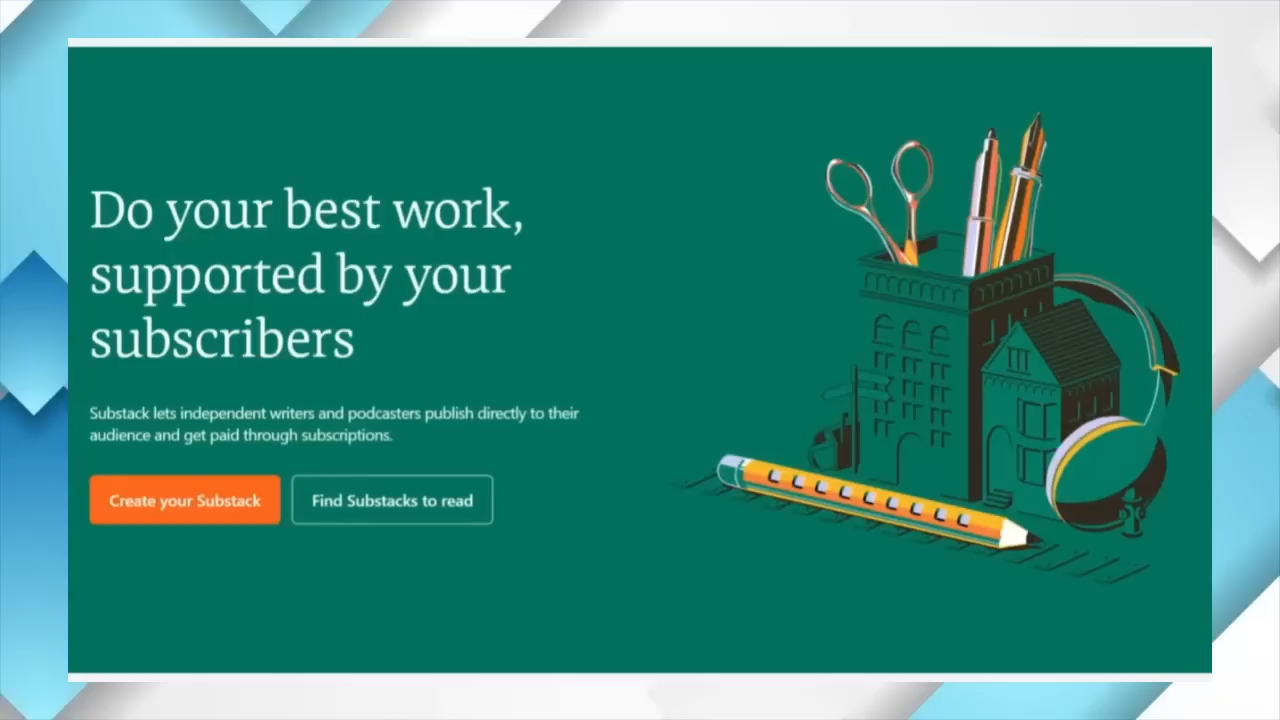 Do your best work,
supported by your
subscribers
Substack lets independent writers and podcasters publish directly to their
audience and get paid through subscriptions.
Create your Substack
Find Substacks to read